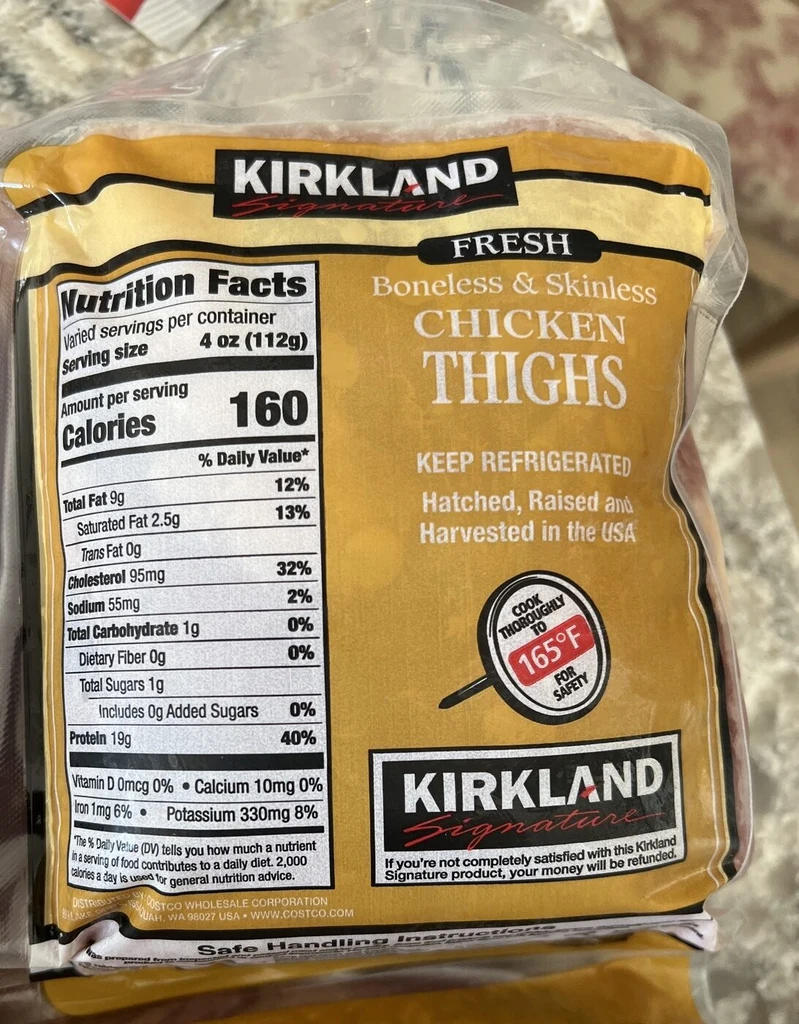 KIRKLAND
Signature
FRESH
Boneless & Skinless
CHICKEN
THIGHS
KEEP REFRIGERATED
Hatched, Raised and
Harvested in the USA
COOK
THOROUGHLY
TO
165°F
FOR
SAFETY
KIRKLAND
Signature
If you're not completely satisfied with this Kirkland
Signature product, your money will be refunded.
Nutrition Facts
Varied servings per container
Serving size 4 oz (112g)
Amount per serving
Calories 160
% Daily Value*
Total Fat 9g 12%
Saturated Fat 2.5g 13%
Trans Fat 0g
Cholesterol 95mg 32%
Sodium 55mg 2%
Total Carbohydrate 1g 0%
Dietary Fiber 0g 0%
Total Sugars 1g
Includes 0g Added Sugars 0%
Protein 19g 40%
Vitamin D 0mcg 0% • Calcium 10mg 0%
Iron 1mg 6% • Potassium 330mg 8%
*The % Daily Value (DV) tells you how much a nutrient
in a serving of food contributes to a daily diet. 2,000
calories a day is used for general nutrition advice.
DISTRIBUTED BY: COSTCO WHOLESALE CORPORATION
WA 98027 USA • WWW.COSTCO.COM
Safe Handling Instructions
was prepared from inspected and